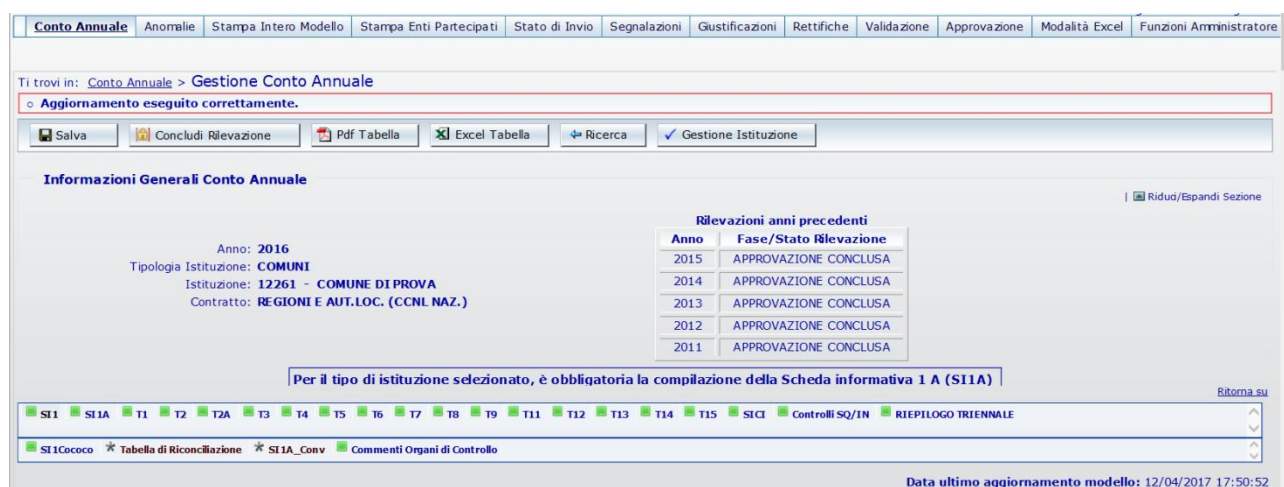 Conto Annuale Anomalie Stampa Intero Modello Stampa Enti Partecipati Stato di Invio Segnalazioni Giustificazioni Rettifiche Validazione Approvazione Modalità Excel Funzioni Amministratore
Ti trovi in: Conto Annuale > Gestione Conto Annuale
o Aggiornamento eseguito correttamente.
Salva Concludi Rilevazione Pdf Tabella Excel Tabella Ricerca Gestione Istituzione
Informazioni Generali Conto Annuale
| Riduci/Espandi Sezione
Rilevazioni anni precedenti
Anno Fase/Stato Rilevazione
Anno: 2016
Tipologia Istituzione: COMUNI
Istituzione: 12261 - COMUNE DI PROVA
Contratto: REGIONI E AUT.LOC. (CCNL NAZ.)
2015 APPROVAZIONE CONCLUSA
2014 APPROVAZIONE CONCLUSA
2013 APPROVAZIONE CONCLUSA
2012 APPROVAZIONE CONCLUSA
2011 APPROVAZIONE CONCLUSA
Per il tipo di istituzione selezionato, è obbligatoria la compilazione della Scheda informativa 1 A (SI1A)
Ritorna su
SI1 SI1A T1 T2 T2A T3 T4 T5 T6 T7 T8 T9 T11 T12 T13 T14 T15 SICI Controlli SQ/IN RIEPILOGO TRIENNALE
SI1Cococo * Tabella di Riconciliazione * SI1A_Conv Commenti Organi di Controllo
Data ultimo aggiornamento modello: 12/04/2017 17:50:52